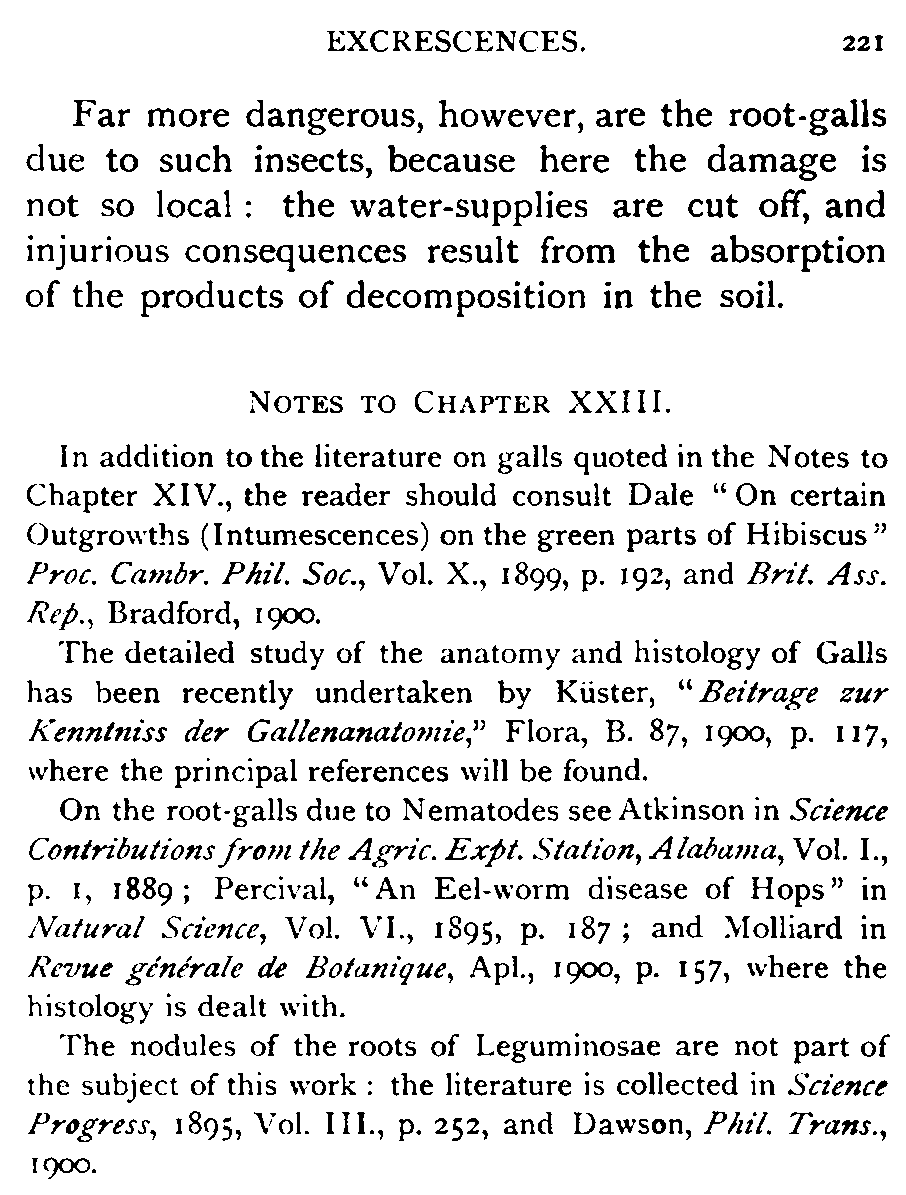 EXCRESCENCES. 221
Far more dangerous, however, are the root-galls
due to such insects, because here the damage is
not so local : the water-supplies are cut off, and
injurious consequences result from the absorption
of the products of decomposition in the soil.
NOTES TO CHAPTER XXIII.
In addition to the literature on galls quoted in the Notes to
Chapter XIV., the reader should consult Dale “ On certain
Outgrowths (Intumescences) on the green parts of Hibiscus ”
Proc. Cambr. Phil. Soc., Vol. X., 1899, p. 192, and Brit. Ass.
Rep., Bradford, 1900.
The detailed study of the anatomy and histology of Galls
has been recently undertaken by Küster, “ Beitrage zur
Kenntniss der Gallenanatomie,” Flora, B. 87, 1900, p. 117,
where the principal references will be found.
On the root-galls due to Nematodes see Atkinson in Science
Contributions from the Agric. Expt. Station, Alabama, Vol. I.,
p. 1, 1889 ; Percival, “ An Eel-worm disease of Hops ” in
Natural Science, Vol. VI., 1895, p. 187 ; and Molliard in
Revue générale de Botanique, Apl., 1900, p. 157, where the
histology is dealt with.
The nodules of the roots of Leguminosae are not part of
the subject of this work : the literature is collected in Science
Progress, 1895, Vol. III., p. 252, and Dawson, Phil. Trans.,
1900.